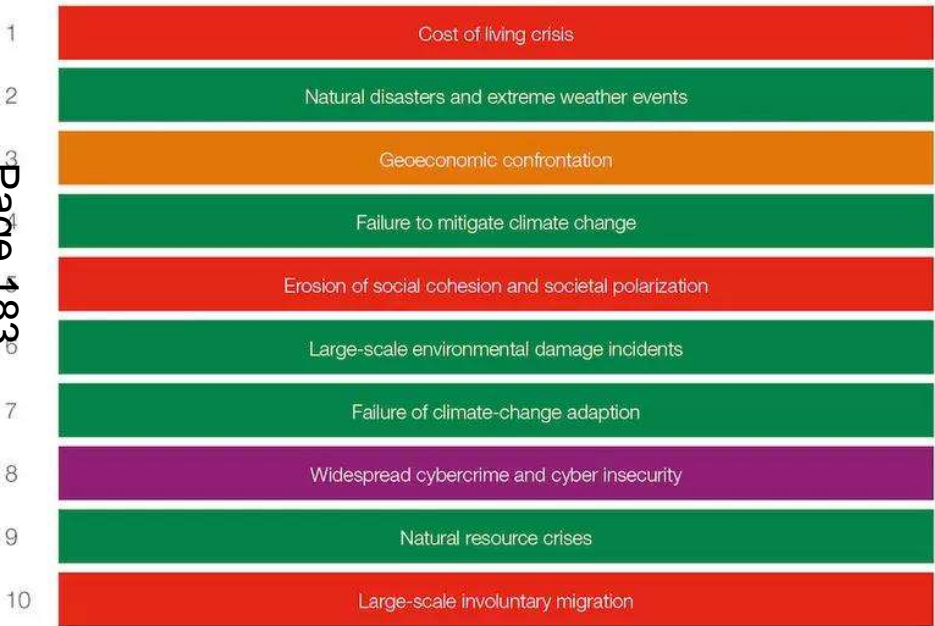 1 Cost of living crisis
2 Natural disasters and extreme weather events
3 Geoeconomic confrontation
4 Failure to mitigate climate change
5 Erosion of social cohesion and societal polarization
6 Large-scale environmental damage incidents
7 Failure of climate-change adaption
8 Widespread cybercrime and cyber insecurity
9 Natural resource crises
10 Large-scale involuntary migration
Page 183